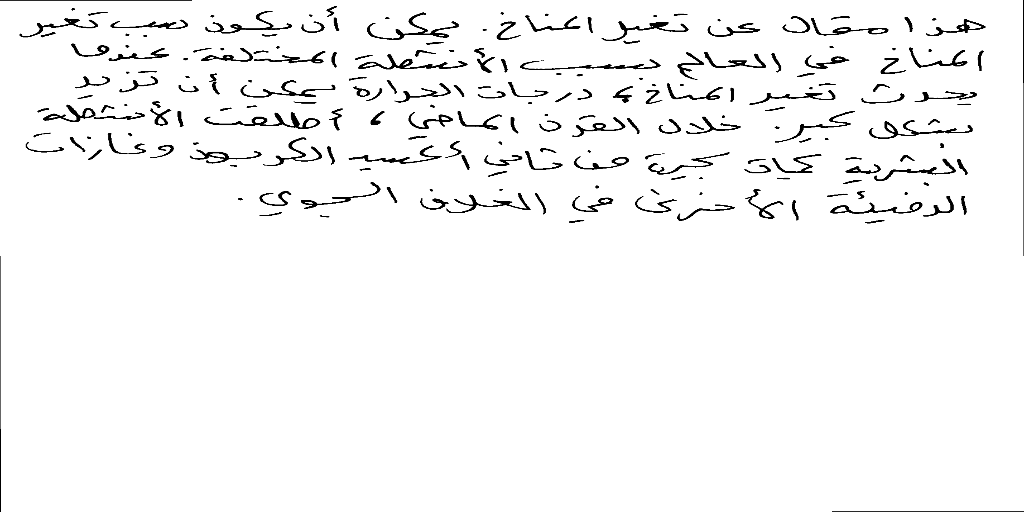 هذا مقال عن تغير المناخ. يمكن أن يكون سبب تغير
المناخ في العالم بسبب الأنشطة المختلفة. عندما
يحدث تغير المناخ، درجات الحرارة يمكن أن تزيد
بشكل كبير. خلال القرن الماضي، أطلقت الأنشطة
البشرية كميات كبيرة من ثاني أكسيد الكربون وغازات
الدفيئة الأخرى في الغلاف الجوي.